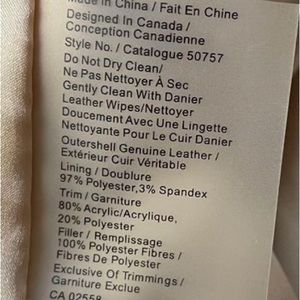 Made in China / Fait En Chine
Designed In Canada /
Conception Canadienne
Style No. / Catalogue 50757
Do Not Dry Clean/
Ne Pas Nettoyer À Sec
Gently Clean With Danier
Leather Wipes/Nettoyer
Doucement Avec Une Lingette
Nettoyante Pour Le Cuir Danier
Outershell Genuine Leather /
Extérieur Cuir Véritable
Lining / Doublure
97% Polyester,3% Spandex
Trim / Garniture
80% Acrylic/Acrylique,
20% Polyester
Filler / Remplissage
100% Polyester Fibres /
Fibres De Polyester
Exclusive Of Trimmings /
Garniture Exclue
CA 02558